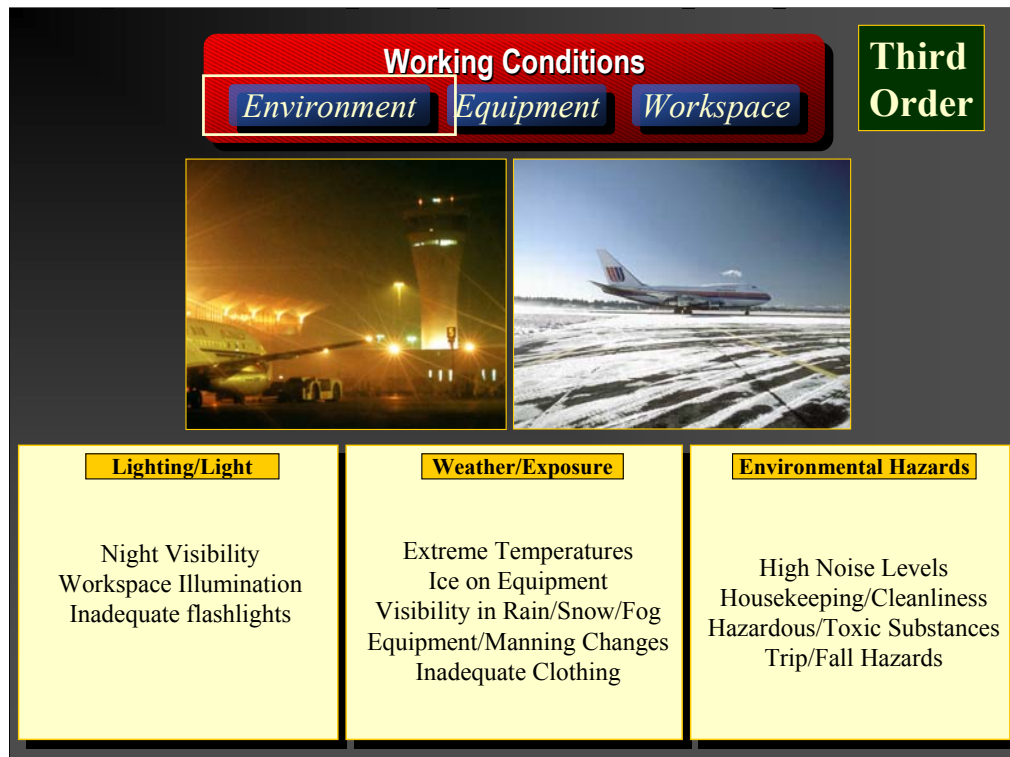 Working Conditions
Third
Order
Environment Equipment Workspace
Lighting/Light
Night Visibility
Workspace Illumination
Inadequate flashlights
Weather/Exposure
Extreme Temperatures
Ice on Equipment
Visibility in Rain/Snow/Fog
Equipment/Manning Changes
Inadequate Clothing
Environmental Hazards
High Noise Levels
Housekeeping/Cleanliness
Hazardous/Toxic Substances
Trip/Fall Hazards